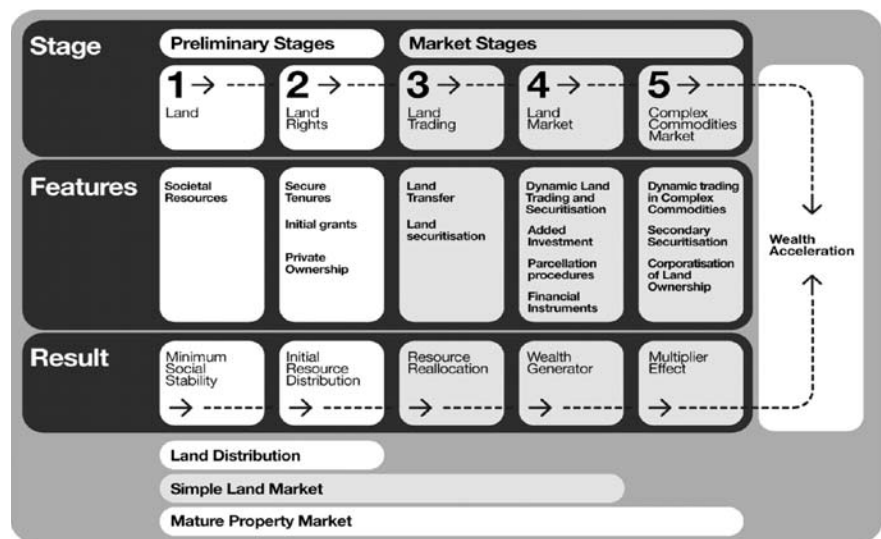 Stage
Preliminary Stages
Market Stages
1
Land
2
Land
Rights
3
Land
Trading
4
Land
Market
5
Complex
Commodities
Market
Features
Societal
Resources
Secure
Tenures
Initial grants
Private
Ownership
Land
Transfer
Land
securitisation
Dynamic Land
Trading and
Securitisation
Added
Investment
Parcellation
procedures
Financial
Instruments
Dynamic trading
in Complex
Commodities
Secondary
Securitisation
Corporatisation
of Land
Ownership
Wealth
Acceleration
Result
Minimum
Social
Stability
Initial
Resource
Distribution
Resource
Reallocation
Wealth
Generator
Multiplier
Effect
Land Distribution
Simple Land Market
Mature Property Market